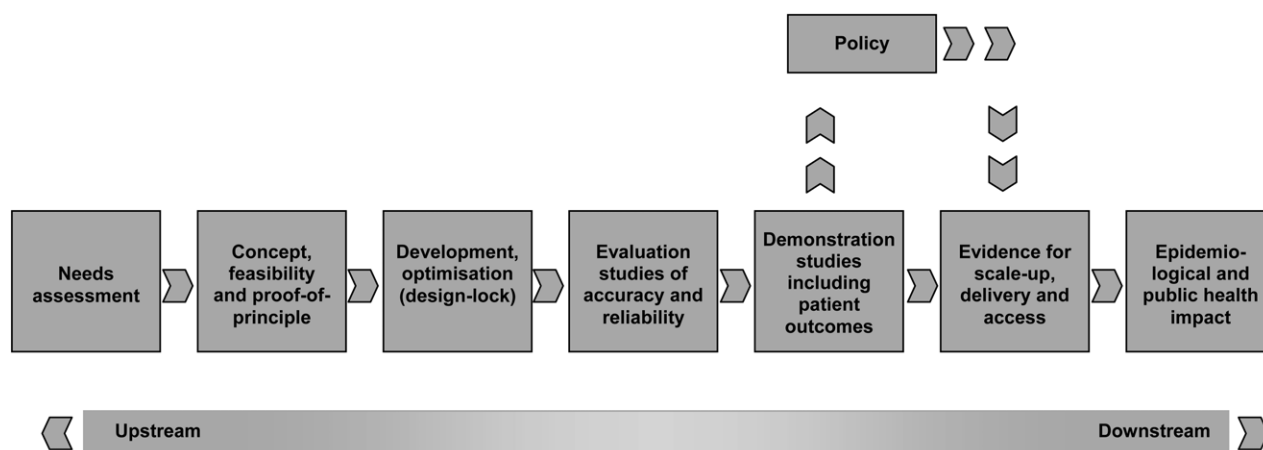 Policy
Needs
assessment
Concept,
feasibility
and proof-of-
principle
Development,
optimisation
(design-lock)
Evaluation
studies of
accuracy and
reliability
Demonstration
studies
including
patient
outcomes
Evidence for
scale-up,
delivery and
access
Epidemio-
logical and
public health
impact
Upstream
Downstream